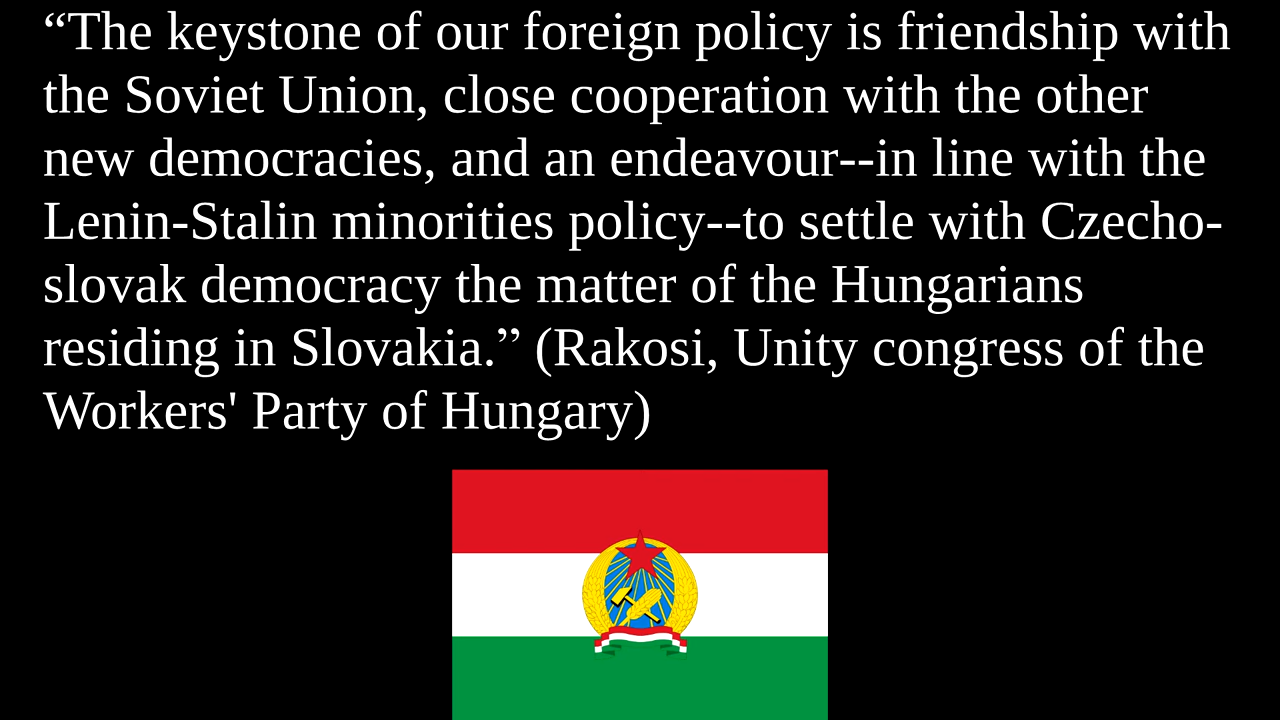 “The keystone of our foreign policy is friendship with
the Soviet Union, close cooperation with the other
new democracies, and an endeavour--in line with the
Lenin-Stalin minorities policy--to settle with Czecho-
slovak democracy the matter of the Hungarians
residing in Slovakia.” (Rakosi, Unity congress of the
Workers' Party of Hungary)